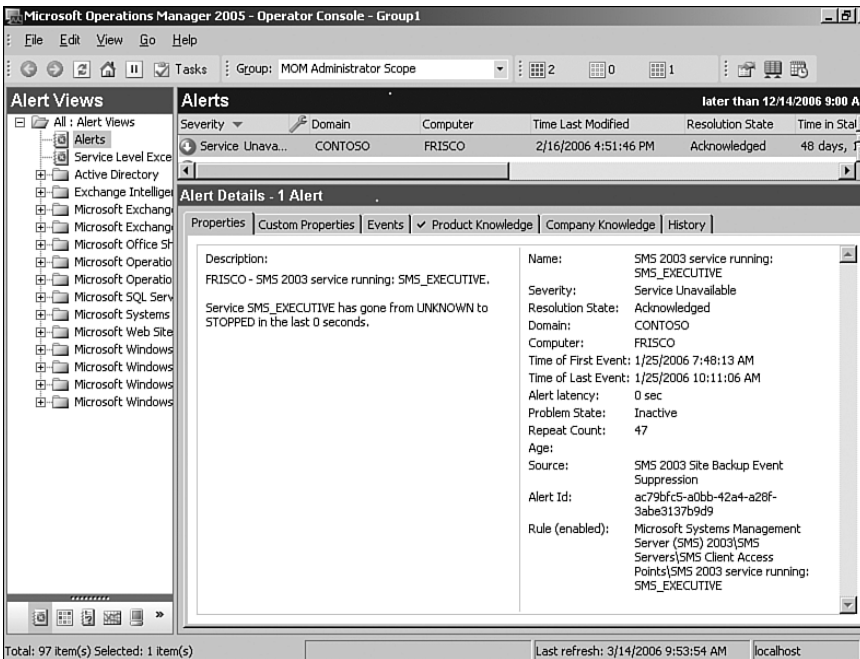 Microsoft Operations Manager 2005 - Operator Console - Group1
File Edit View Go Help
Tasks Group: MOM Administrator Scope 2 0 1
Alert Views
All : Alert Views
Alerts
Service Level Exce
Active Directory
Exchange Intelliger
Microsoft Exchang
Microsoft Exchang
Microsoft Office Sh
Microsoft Operatio
Microsoft Operatio
Microsoft SQL Serv
Microsoft Systems
Microsoft Web Site
Microsoft Windows
Microsoft Windows
Microsoft Windows
Microsoft Windows
Alerts later than 12/14/2006 9:00 A
Severity Domain Computer Time Last Modified Resolution State Time in Stat
Service Unava... CONTOSO FRISCO 2/16/2006 4:51:46 PM Acknowledged 48 days, 1
Alert Details - 1 Alert
Properties Custom Properties Events Product Knowledge Company Knowledge History
Description:
FRISCO - SMS 2003 service running: SMS_EXECUTIVE.
Service SMS_EXECUTIVE has gone from UNKNOWN to
STOPPED in the last 0 seconds.
Name: SMS 2003 service running:
SMS_EXECUTIVE
Severity: Service Unavailable
Resolution State: Acknowledged
Domain: CONTOSO
Computer: FRISCO
Time of First Event: 1/25/2006 7:48:13 AM
Time of Last Event: 1/25/2006 10:11:06 AM
Alert latency: 0 sec
Problem State: Inactive
Repeat Count: 47
Age:
Source: SMS 2003 Site Backup Event
Suppression
Alert Id: ac79bfc5-a0bb-42a4-a28f-
3abe3137b9d9
Rule (enabled): Microsoft Systems Management
Server (SMS) 2003\SMS
Servers\SMS Client Access
Points\SMS 2003 service running:
SMS_EXECUTIVE
Total: 97 item(s) Selected: 1 item(s) Last refresh: 3/14/2006 9:53:54 AM localhost